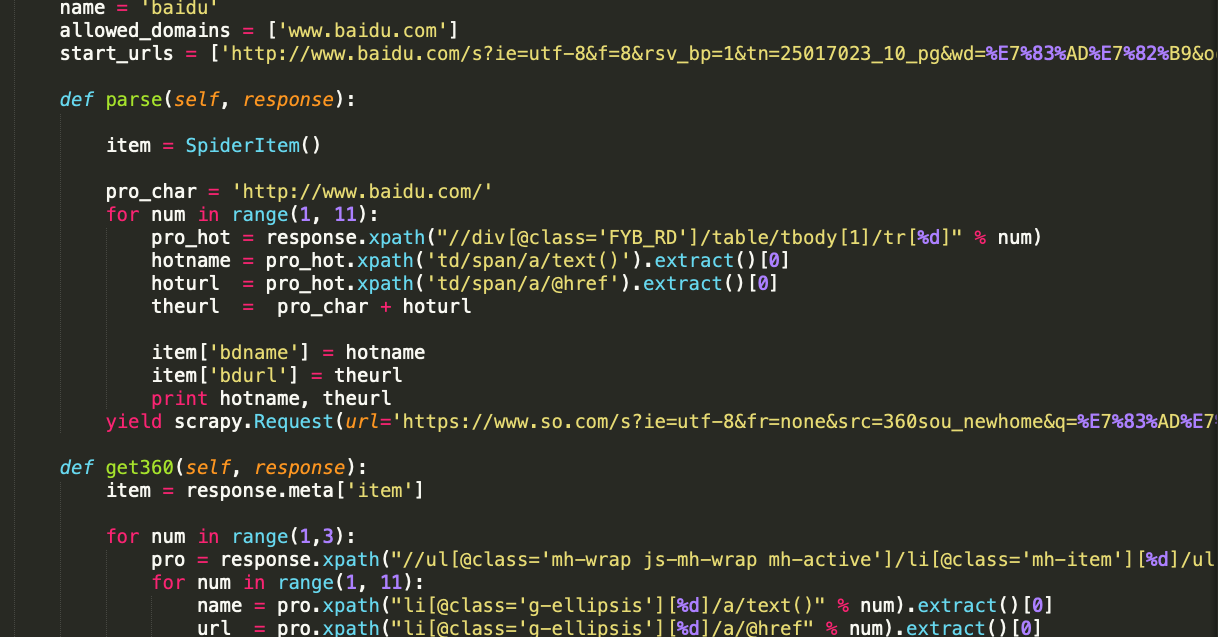 name = 'baidu'
allowed_domains = ['www.baidu.com']
start_urls = ['http://www.baidu.com/s?ie=utf-8&f=8&rsv_bp=1&tn=25017023_10_pg&wd=%E7%83%AD%E7%82%B9&o
def parse(self, response):
item = SpiderItem()
pro_char = 'http://www.baidu.com/'
for num in range(1, 11):
pro_hot = response.xpath("//div[@class='FYB_RD']/table/tbody[1]/tr[%d]" % num)
hotname = pro_hot.xpath('td/span/a/text()').extract()[0]
hoturl  = pro_hot.xpath('td/span/a/@href').extract()[0]
theurl  =  pro_char + hoturl
item['bdname'] = hotname
item['bdurl'] = theurl
print hotname, theurl
yield scrapy.Request(url='https://www.so.com/s?ie=utf-8&fr=none&src=360sou_newhome&q=%E7%83%AD%E7
def get360(self, response):
item = response.meta['item']
for num in range(1,3):
pro = response.xpath("//ul[@class='mh-wrap js-mh-wrap mh-active']/li[@class='mh-item'][%d]/ul
for num in range(1, 11):
name = pro.xpath("li[@class='g-ellipsis'][%d]/a/text()" % num).extract()[0]
url  = pro.xpath("li[@class='g-ellipsis'][%d]/a/@href" % num).extract()[0]